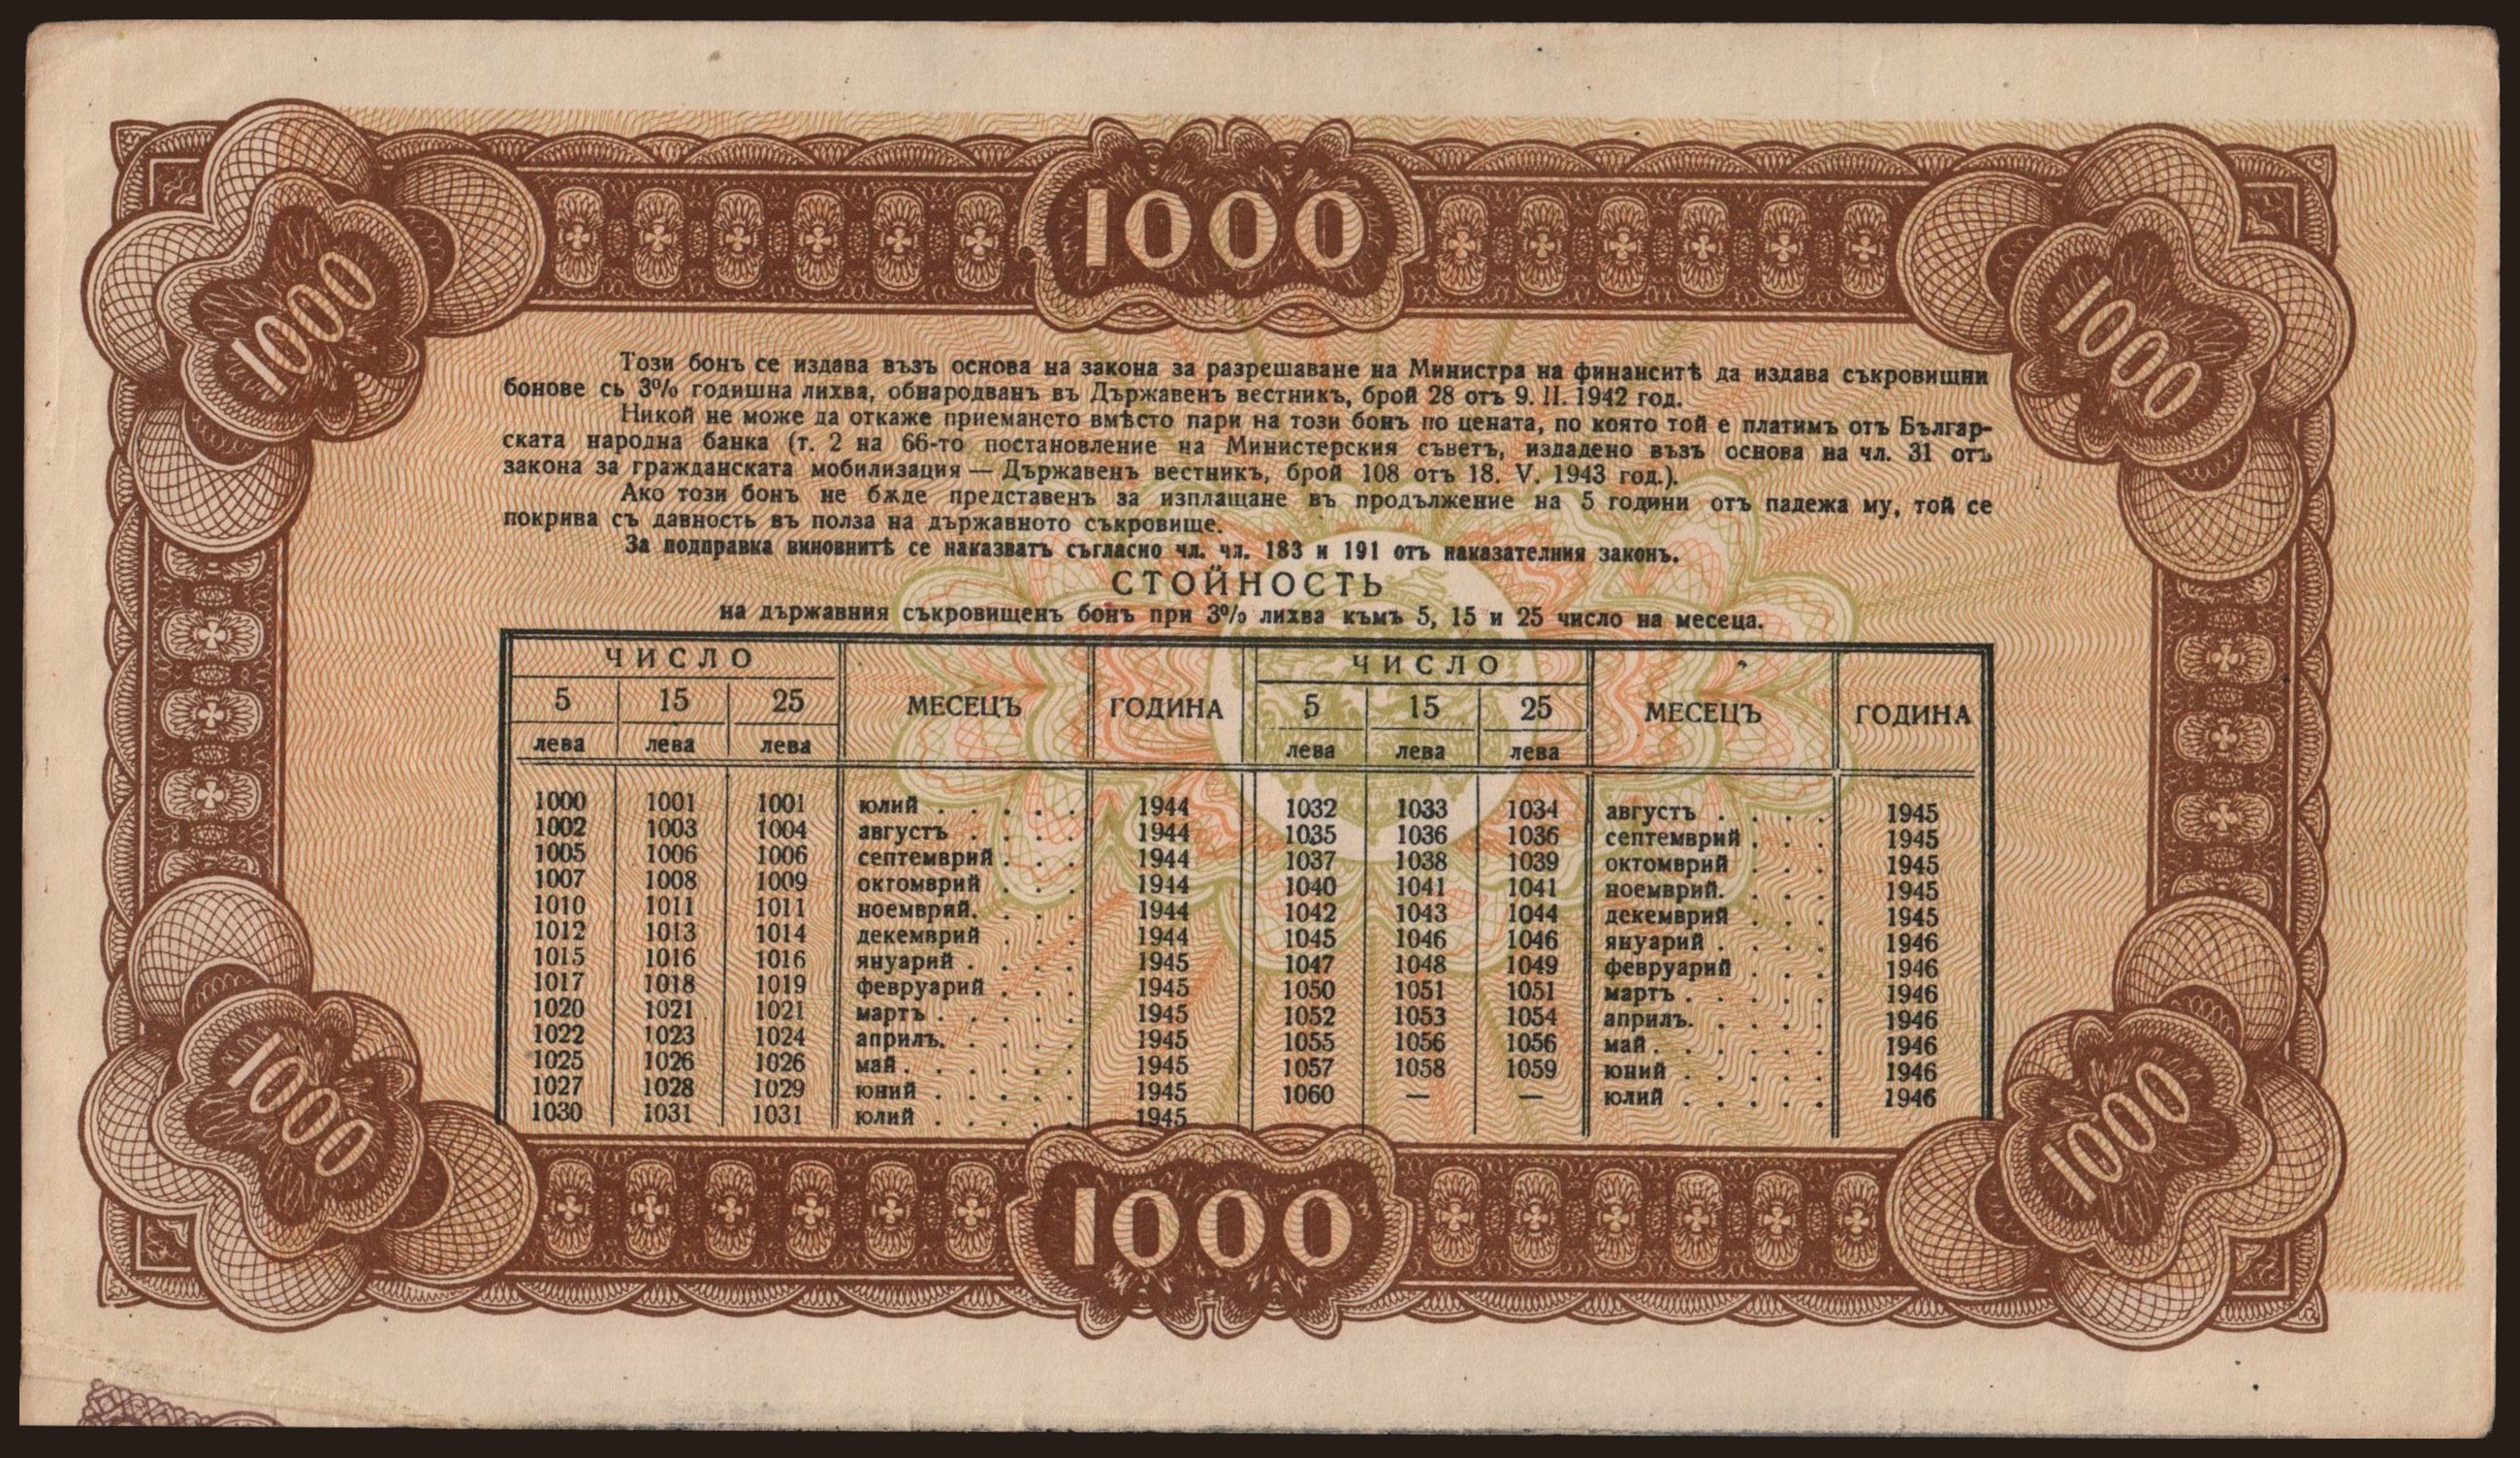 1000
1000
1000
Този бонъ се издава възъ основа на закона за разрешаване на Министра на финанситѣ да издава съкровищни
бонове съ 3% годишна лихва, обнародванъ въ Държавенъ вестникъ, брой 28 отъ 9. II. 1942 год.
Никой не може да откаже приемането вмѣсто пари на този бонъ по цената, по която той е платимъ отъ Българ-
ската народна банка (т. 2 на 66-то постановление на Министерския съветъ, издадено възъ основа на чл. 31 отъ
закона за гражданската мобилизация — Държавенъ вестникъ, брой 108 отъ 18. V. 1943 год.).
Ако този бонъ не бѫде представенъ за изплащане въ продължение на 5 години отъ падежа му, той се
покрива съ давность въ полза на държавното съкровище.
За подправка виновнитѣ се наказватъ съгласно чл. чл. 183 и 191 отъ наказателния законъ.
СТОЙНОСТЬ
на държавния съкровищенъ бонъ при 3% лихва къмъ 5, 15 и 25 число на месеца.
ЧИСЛО МЕСЕЦЪ ГОДИНА ЧИСЛО МЕСЕЦЪ ГОДИНА
5 15 25 5 15 25
лева лева лева лева лева лева
1000 1001 1001 юлий . . . . . 1944 1032 1033 1034 августъ . . . . 1945
1002 1003 1004 августъ . . . . 1944 1035 1036 1036 септемврий . . . 1945
1005 1006 1006 септемврий . . . 1944 1037 1038 1039 октомврий . . . 1945
1007 1008 1009 октомврий . . . 1944 1040 1041 1041 ноемврий. . . . 1945
1010 1011 1011 ноемврий. . . . 1944 1042 1043 1044 декемврий . . . 1945
1012 1013 1014 декемврий . . . 1944 1045 1046 1046 януарий . . . . 1946
1015 1016 1016 януарий . . . . 1945 1047 1048 1049 февруарий . . . 1946
1017 1018 1019 февруарий . . . 1945 1050 1051 1051 мартъ . . . . . 1946
1020 1021 1021 мартъ . . . . . 1945 1052 1053 1054 априлъ. . . . . 1946
1022 1023 1024 априлъ. . . . . 1945 1055 1056 1056 май . . . . . . 1946
1025 1026 1026 май . . . . . . 1945 1057 1058 1059 юний . . . . . 1946
1027 1028 1029 юний . . . . . 1945 1060 — — юлий . . . . . 1946
1030 1031 1031 юлий . . . . . 1945
1000
1000
1000